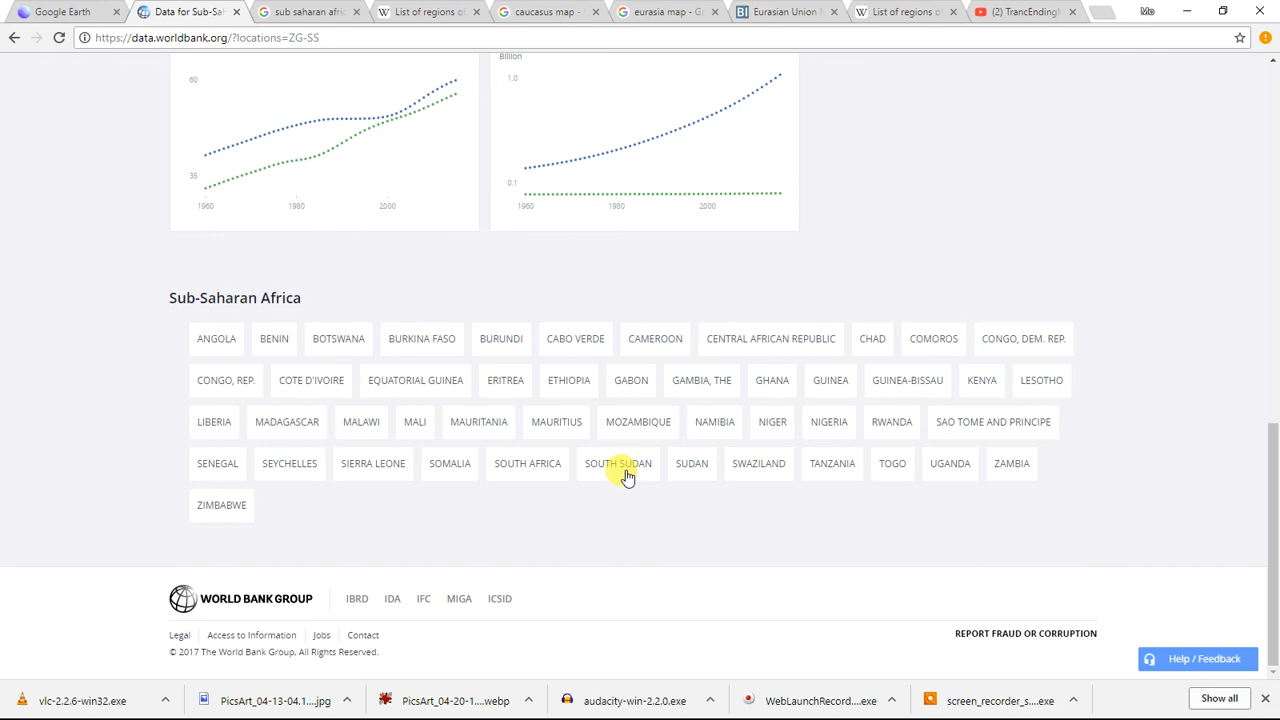 Google Earth
Data for Sub-Sa
sub saharan afric
List of regions o
caucasus map - G
eurasia map - Go
Eurasian Union
List of regions o
(2) TrancEnding
Me
https://data.worldbank.org/?locations=ZG-SS
Billion
60
1.0
35
0.1
1960 1980 2000
1960 1980 2000
Sub-Saharan Africa
ANGOLA BENIN BOTSWANA BURKINA FASO BURUNDI CABO VERDE CAMEROON CENTRAL AFRICAN REPUBLIC CHAD COMOROS CONGO, DEM. REP.
CONGO, REP. COTE D'IVOIRE EQUATORIAL GUINEA ERITREA ETHIOPIA GABON GAMBIA, THE GHANA GUINEA GUINEA-BISSAU KENYA LESOTHO
LIBERIA MADAGASCAR MALAWI MALI MAURITANIA MAURITIUS MOZAMBIQUE NAMIBIA NIGER NIGERIA RWANDA SAO TOME AND PRINCIPE
SENEGAL SEYCHELLES SIERRA LEONE SOMALIA SOUTH AFRICA SOUTH SUDAN SUDAN SWAZILAND TANZANIA TOGO UGANDA ZAMBIA
ZIMBABWE
WORLD BANK GROUP IBRD IDA IFC MIGA ICSID
Legal Access to Information Jobs Contact
REPORT FRAUD OR CORRUPTION
© 2017 The World Bank Group, All Rights Reserved.
Help / Feedback
vlc-2.2.6-win32.exe
PicsArt_04-13-04.1....jpg
PicsArt_04-20-1....webp
audacity-win-2.2.0.exe
WebLaunchRecord....exe
screen_recorder_s....exe
Show all